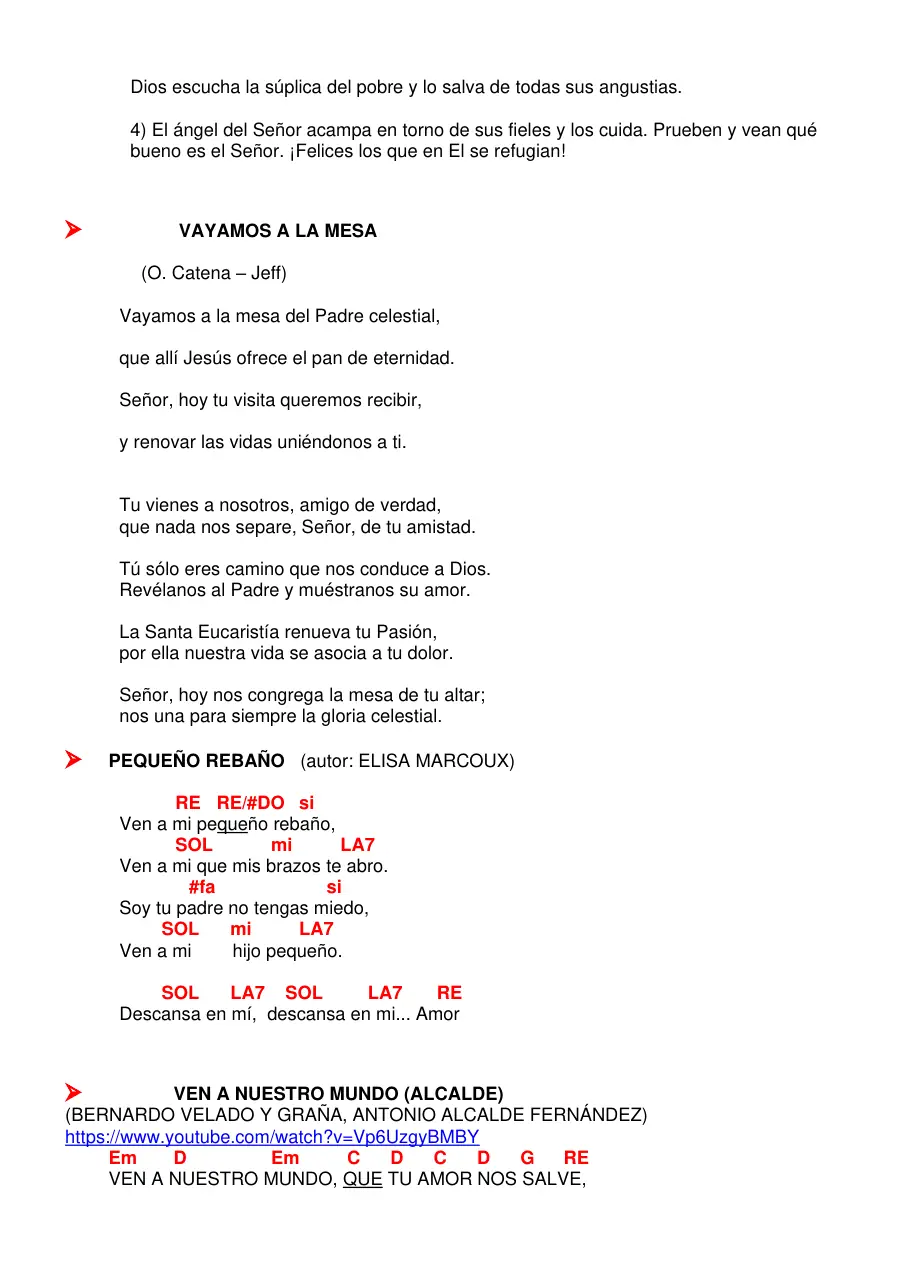 Dios escucha la súplica del pobre y lo salva de todas sus angustias.
4) El ángel del Señor acampa en torno de sus fieles y los cuida. Prueben y vean qué
bueno es el Señor. ¡Felices los que en El se refugian!
VAYAMOS A LA MESA
(O. Catena – Jeff)
Vayamos a la mesa del Padre celestial,
que allí Jesús ofrece el pan de eternidad.
Señor, hoy tu visita queremos recibir,
y renovar las vidas uniéndonos a ti.
Tu vienes a nosotros, amigo de verdad,
que nada nos separe, Señor, de tu amistad.
Tú sólo eres camino que nos conduce a Dios.
Revélanos al Padre y muéstranos su amor.
La Santa Eucaristía renueva tu Pasión,
por ella nuestra vida se asocia a tu dolor.
Señor, hoy nos congrega la mesa de tu altar;
nos una para siempre la gloria celestial.
PEQUEÑO REBAÑO (autor: ELISA MARCOUX)
RE RE/#DO si
Ven a mi pequeño rebaño,
SOL mi LA7
Ven a mi que mis brazos te abro.
#fa si
Soy tu padre no tengas miedo,
SOL mi LA7
Ven a mi hijo pequeño.
SOL LA7 SOL LA7 RE
Descansa en mí, descansa en mi... Amor
VEN A NUESTRO MUNDO (ALCALDE)
(BERNARDO VELADO Y GRAÑA, ANTONIO ALCALDE FERNÁNDEZ)
https://www.youtube.com/watch?v=Vp6UzgyBMBY
Em D Em C D C D G RE
VEN A NUESTRO MUNDO, QUE TU AMOR NOS SALVE,